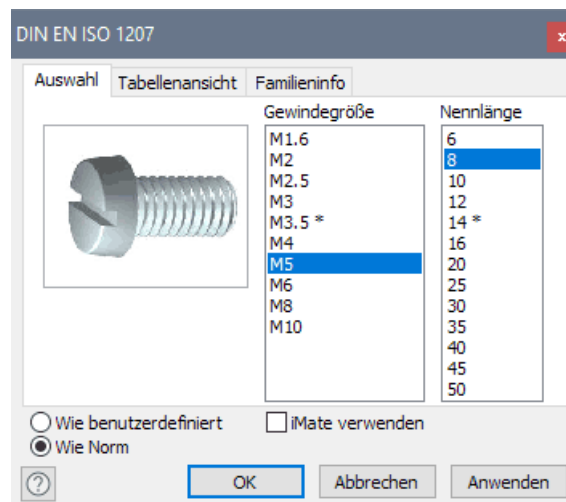 DIN EN ISO 1207
x
Auswahl Tabellenansicht Familieninfo
Gewindegröße
M1.6
M2
M2.5
M3
M3.5 *
M4
M5
M6
M8
M10
Nennlänge
6
8
10
12
14 *
16
20
25
30
35
40
45
50
Wie benutzerdefiniert
Wie Norm
iMate verwenden
?
OK Abbrechen Anwenden